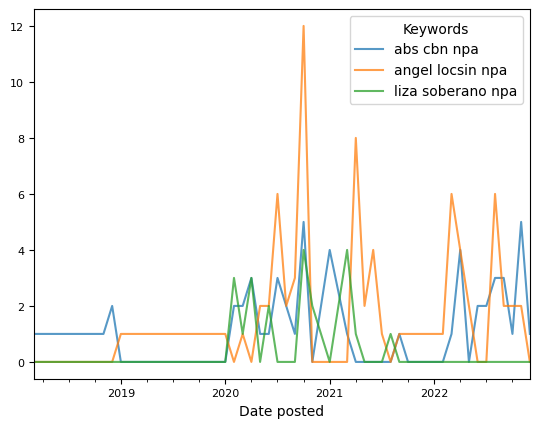 Keywords
abs cbn npa
angel locsin npa
liza soberano npa
12
10
8
6
4
2
0
2019 2020 2021 2022
Date posted